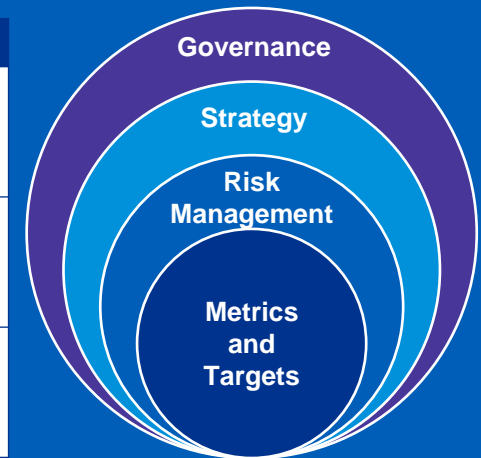 Governance
Strategy
Risk
Management
Metrics
and
Targets